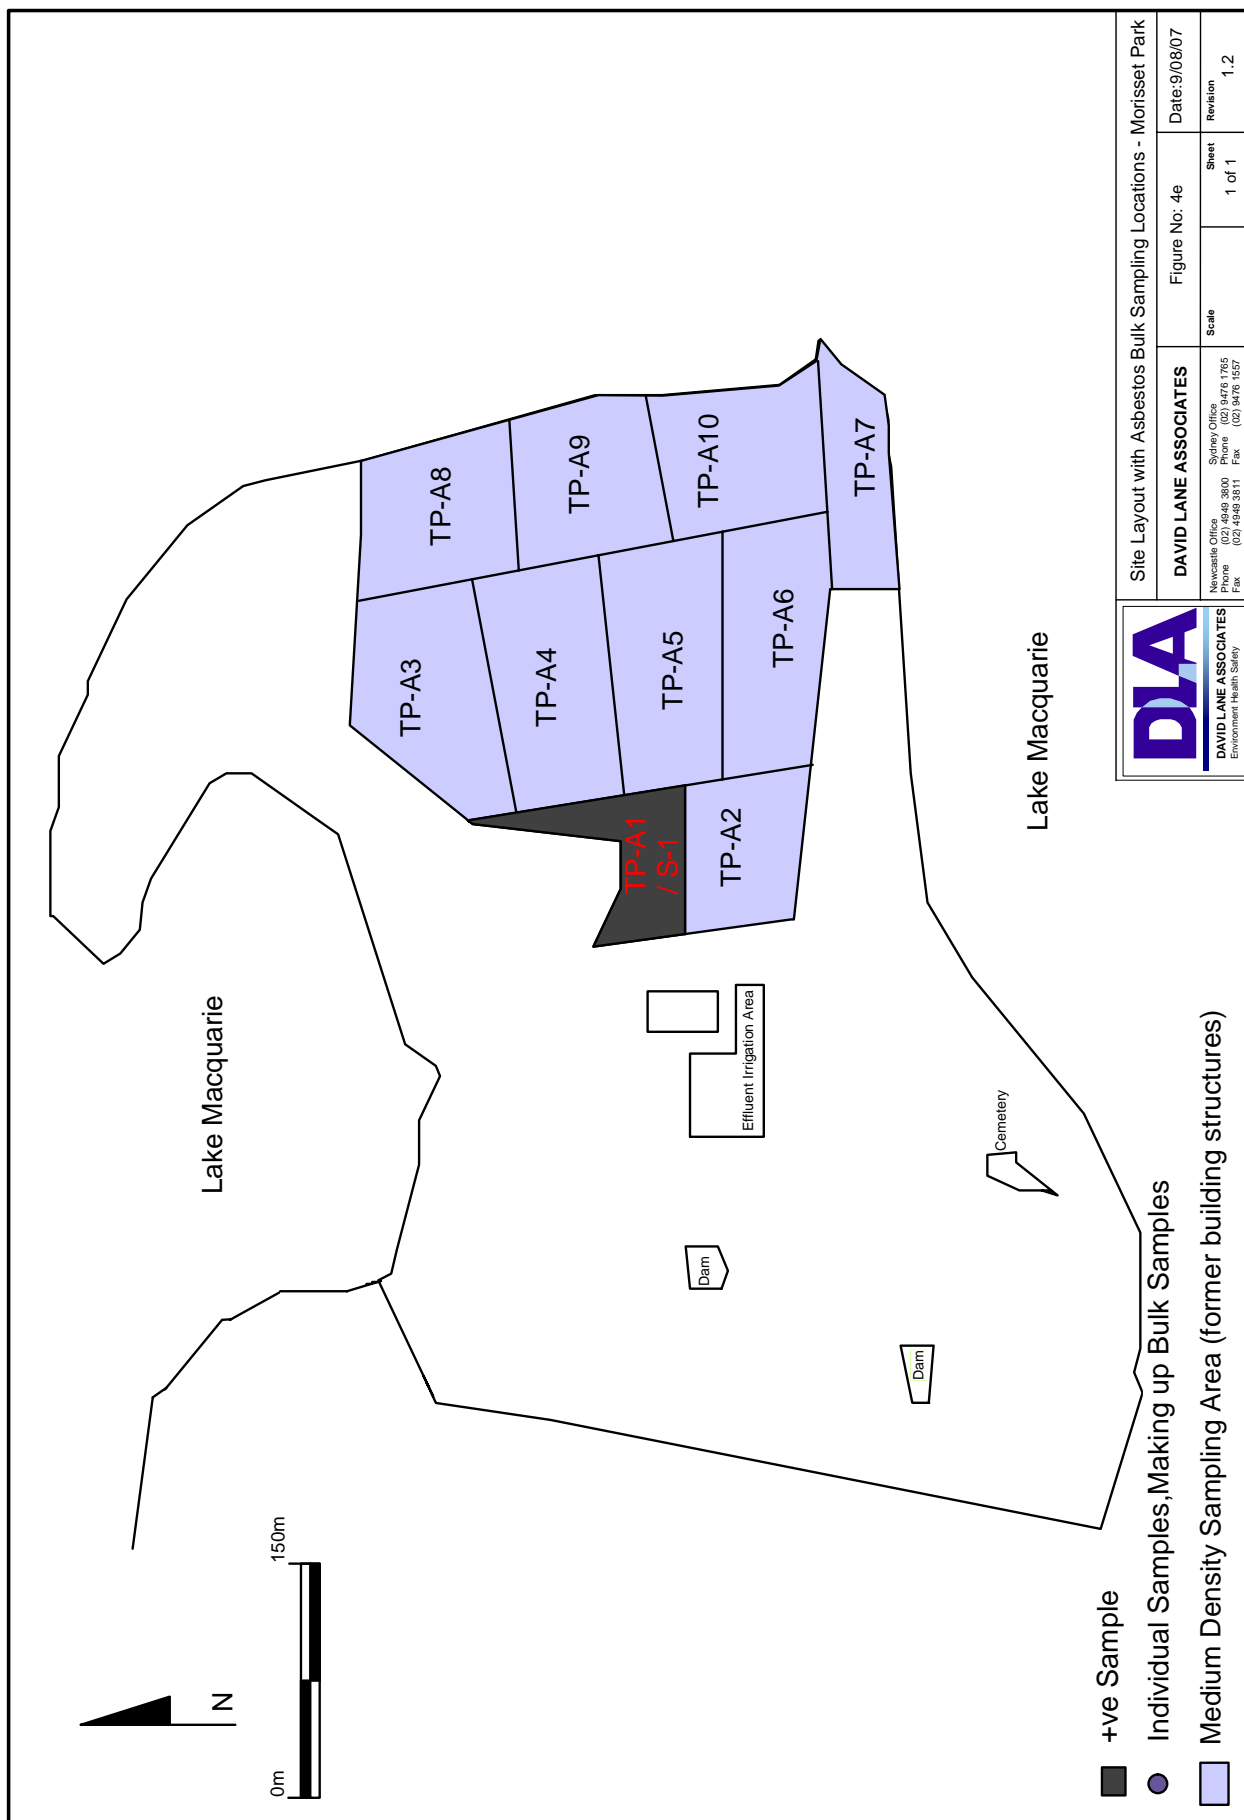 Lake Macquarie
N
0m
150m
TP-A8
TP-A9
TP-A10
TP-A7
TP-A3
TP-A4
TP-A5
TP-A6
TP-A1
/ S-1
TP-A2
Effluent Irrigation Area
Dam
Dam
Cemetery
Lake Macquarie
+ve Sample
Individual Samples,Making up Bulk Samples
Medium Density Sampling Area (former building structures)
DLA
DAVID LANE ASSOCIATES
Environment Health Safety
Site Layout with Asbestos Bulk Sampling Locations - Morisset Park
DAVID LANE ASSOCIATES
Figure No: 4e
Date:9/08/07
Newcastle Office
Phone (02) 4949 3800
Fax (02) 4949 3811
Sydney Office
Phone (02) 9476 1765
Fax (02) 9476 1557
Scale
Sheet
1 of 1
Revision
1.2